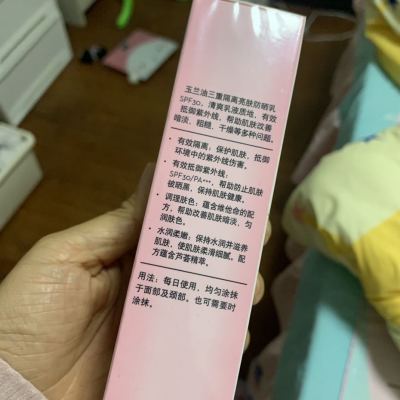 玉兰油三重隔离亮肤防晒乳
SPF30，清爽乳液质地，有效
抵御紫外线，帮助肌肤改善
暗淡、粗糙、干燥等多种问题。
• 有效隔离：保护肌肤，抵御
环境中的紫外线伤害。
• 有效抵御紫外线：
SPF30/PA+++，帮助防止肌肤
被晒黑，保持肌肤健康。
• 调理肤色：蕴含维他命的配
方，帮助改善肌肤暗淡，匀
润肤色。
• 水润柔嫩：保持水润并滋养
肌肤，使肌肤柔滑细腻，配
方蕴含芦荟精萃。
用法：每日使用，均匀涂抹
于面部及颈部。也可需要时
涂抹。